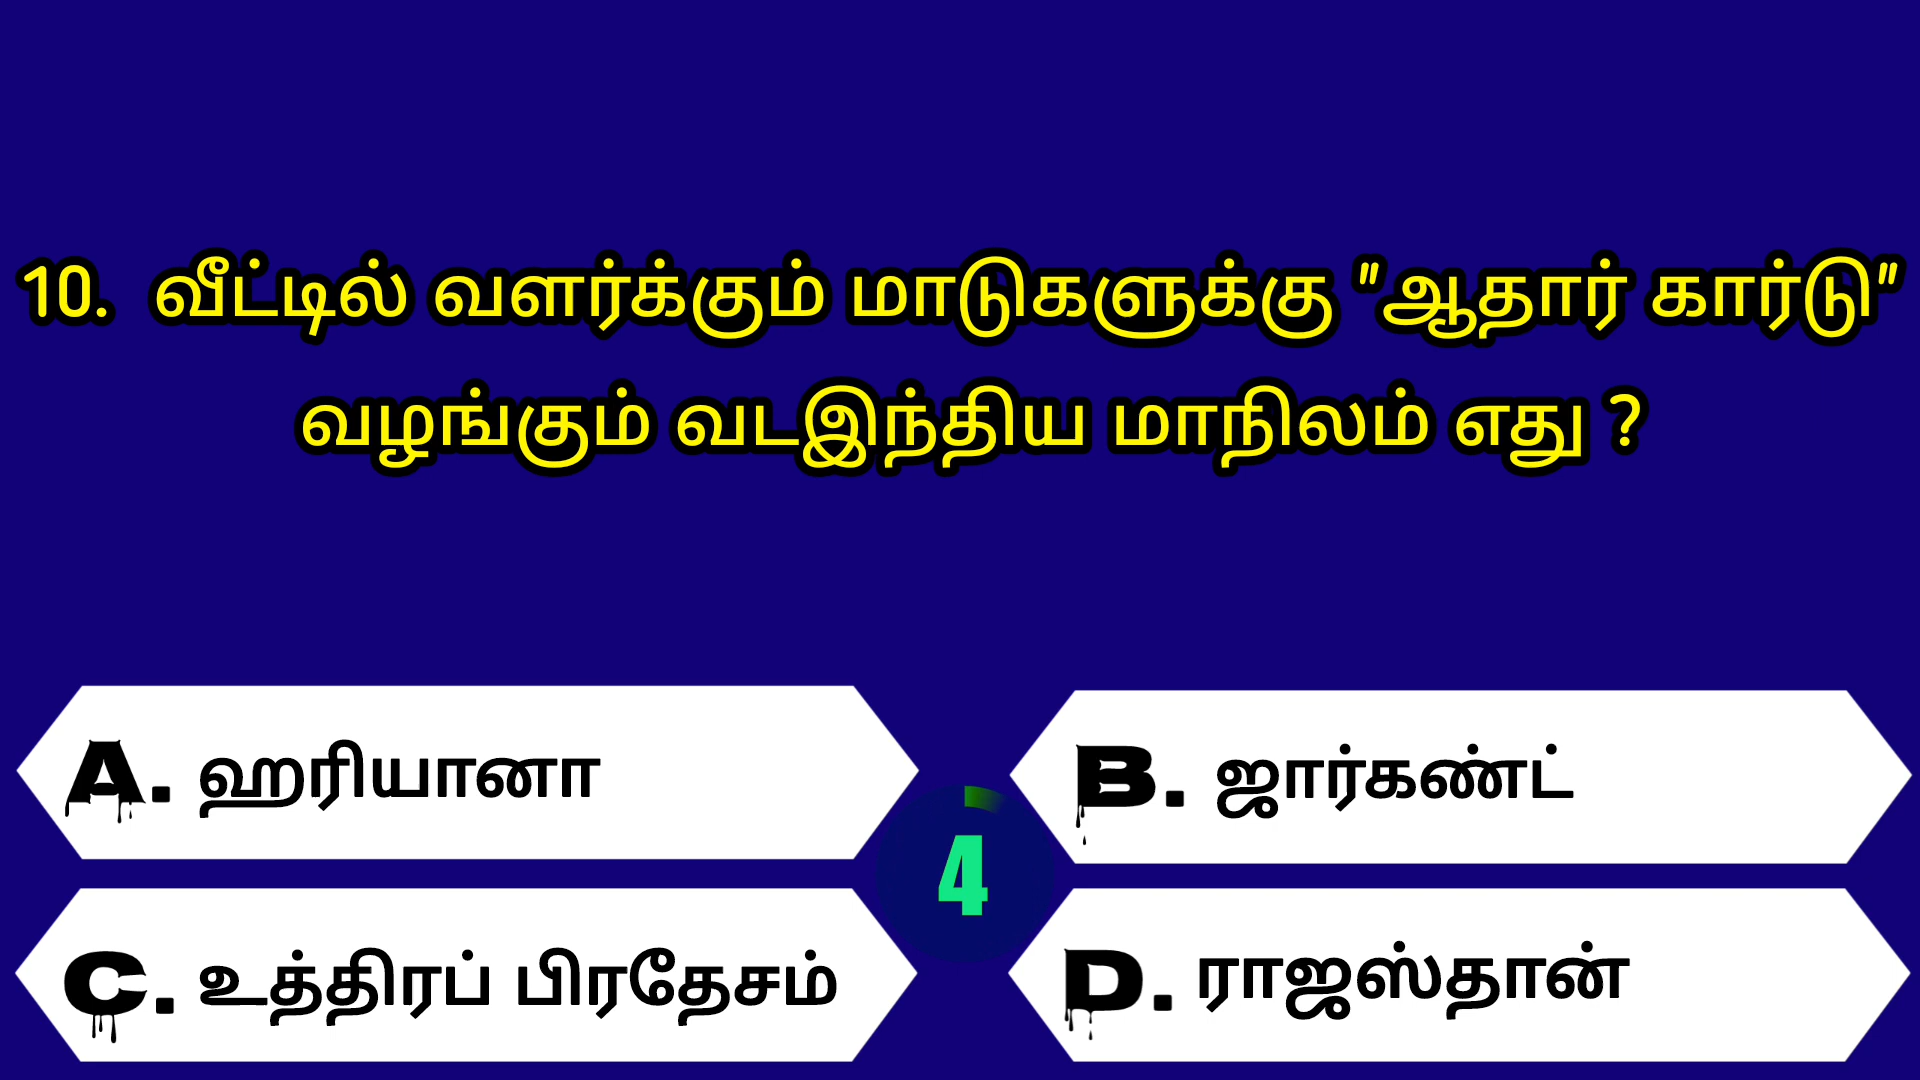 10. வீட்டில் வளர்க்கும் மாடுகளுக்கு "ஆதார் கார்டு"
வழங்கும் வடஇந்திய மாநிலம் எது ?
A. ஹரியானா
B. ஜார்கண்ட்
4
C. உத்திரப் பிரதேசம்
D. ராஜஸ்தான்